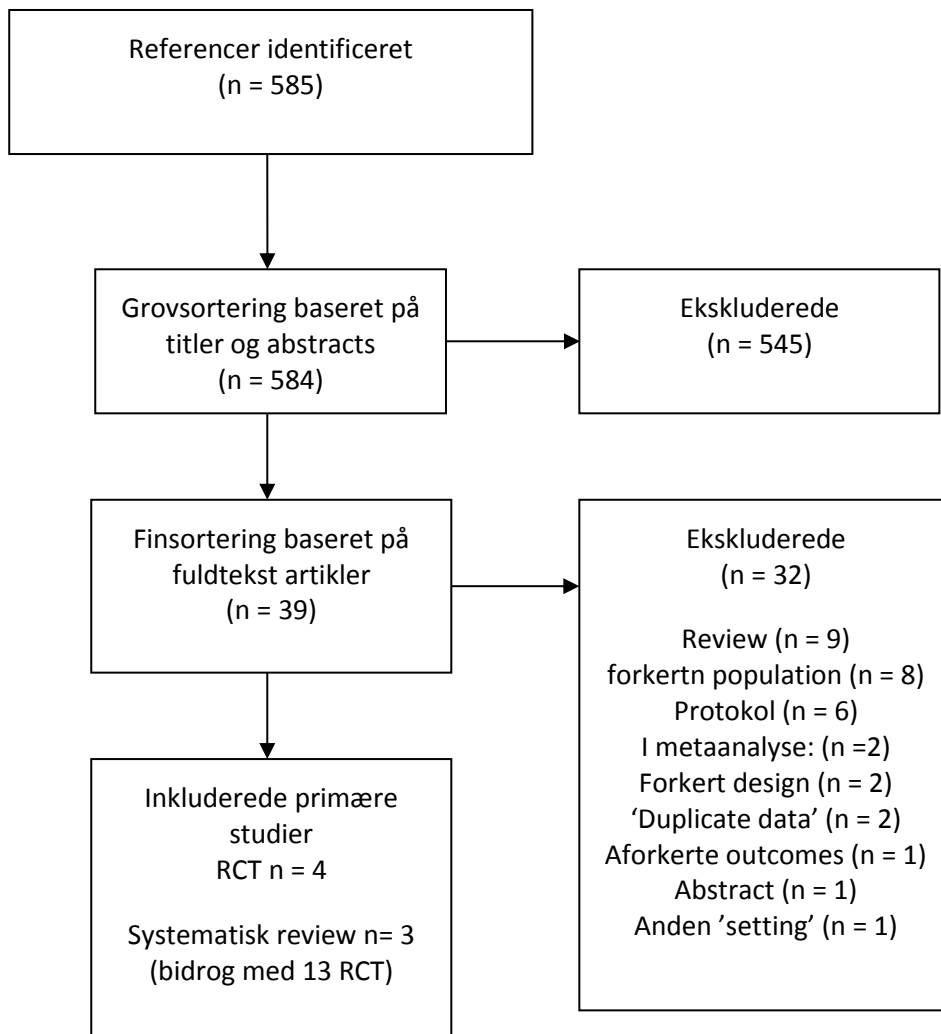 Referencer identificeret
(n = 585)
Grovsortering baseret på
titler og abstracts
(n = 584)
Ekskluderede
(n = 545)
Finsortering baseret på
fuldtekst artikler
(n = 39)
Ekskluderede
(n = 32)
Review (n = 9)
forkertn population (n = 8)
Protokol (n = 6)
I metaanalyse: (n =2)
Forkert design (n = 2)
‘Duplicate data’ (n = 2)
Aforkerte outcomes (n = 1)
Abstract (n = 1)
Anden ’setting’ (n = 1)
Inkluderede primære
studier
RCT n = 4
Systematisk review n= 3
(bidrog med 13 RCT)